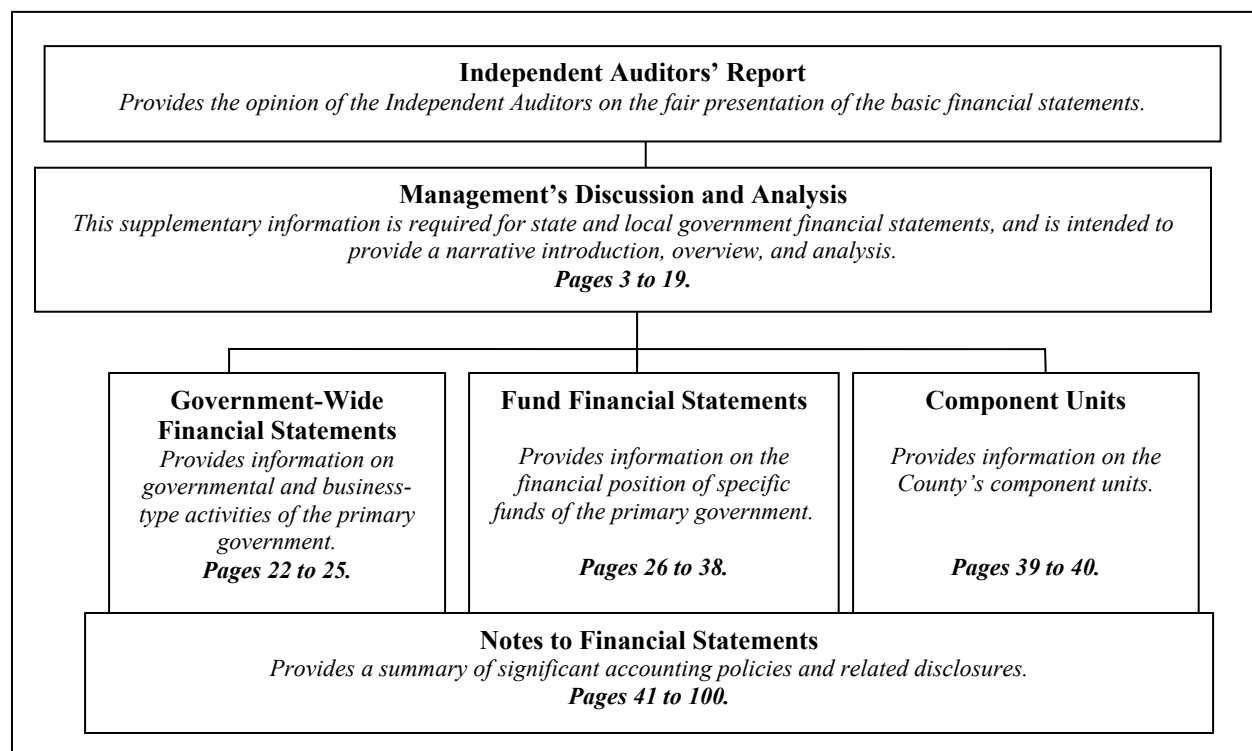 Independent Auditors’ Report
Provides the opinion of the Independent Auditors on the fair presentation of the basic financial statements.
Management’s Discussion and Analysis
This supplementary information is required for state and local government financial statements, and is intended to
provide a narrative introduction, overview, and analysis.
Pages 3 to 19.
Government-Wide
Financial Statements
Provides information on
governmental and business-
type activities of the primary
government.
Pages 22 to 25.
Fund Financial Statements
Provides information on the
financial position of specific
funds of the primary government.
Pages 26 to 38.
Component Units
Provides information on the
County’s component units.
Pages 39 to 40.
Notes to Financial Statements
Provides a summary of significant accounting policies and related disclosures.
Pages 41 to 100.